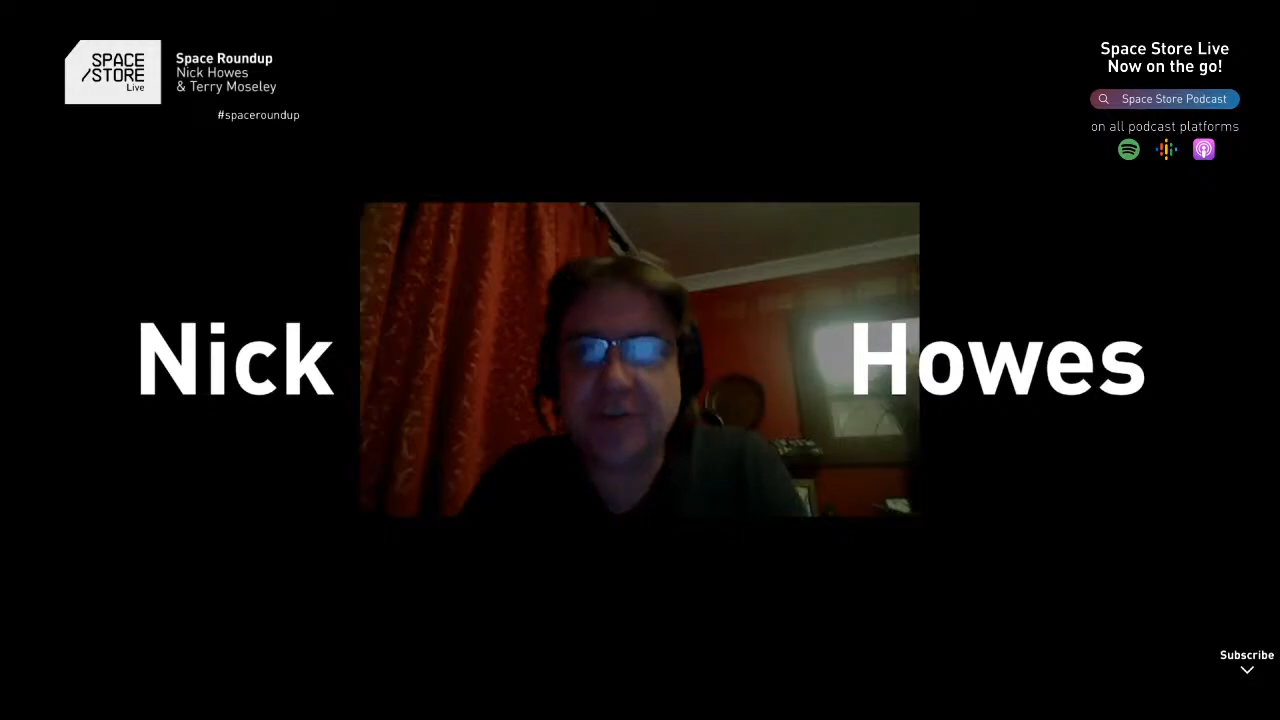 SPACE
/STORE
Live
Space Roundup
Nick Howes
& Terry Moseley
#spaceroundup
Space Store Live
Now on the go!
Space Store Podcast
on all podcast platforms
Nick Howes
Subscribe